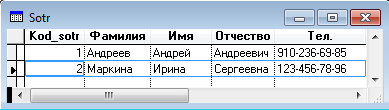 Sotr
Kod_sotr Фамилия Имя Отчество Тел.
1 Андреев Андрей Андреевич 910-236-69-85
2 Маркина Ирина Сергеевна 123-456-78-96